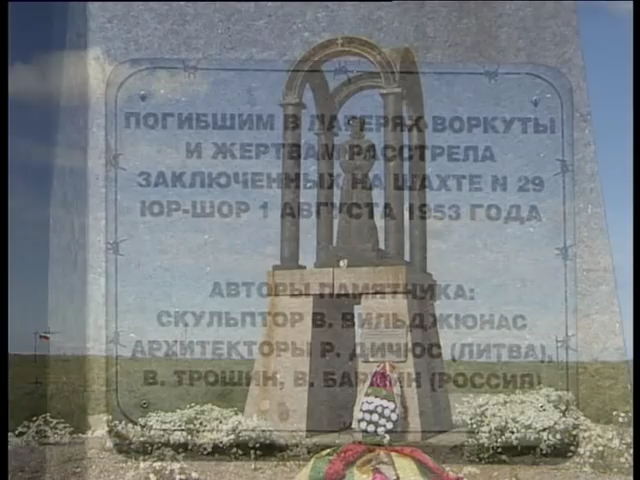 ПОГИБШИМ В ЛАГЕРЯХ ВОРКУТЫ
И ЖЕРТВАМ РАССТРЕЛА
ЗАКЛЮЧЕННЫХ НА ШАХТЕ N 29
ЮР-ШОР 1 АВГУСТА 1953 ГОДА
АВТОРЫ ПАМЯТНИКА:
СКУЛЬПТОР В. ВИЛЬДЖЮНАС
АРХИТЕКТОРЫ Р. ДИЧЮС (ЛИТВА),
В. ТРОШИН, В. (РОССИЯ)